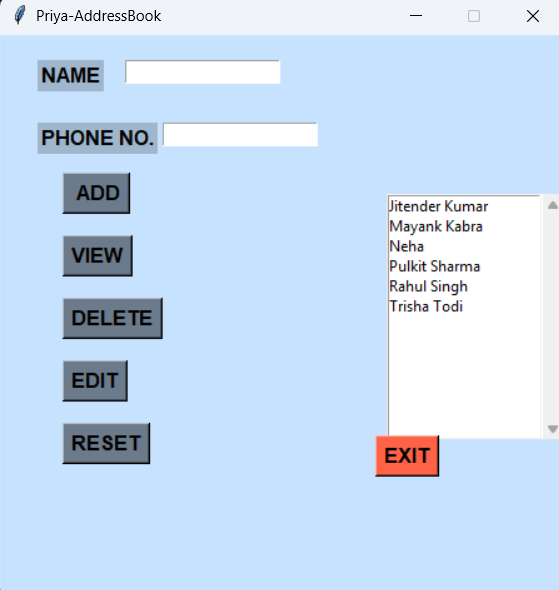 Priya-AddressBook
NAME
PHONE NO.
ADD
VIEW
DELETE
EDIT
RESET
Jitender Kumar
Mayank Kabra
Neha
Pulkit Sharma
Rahul Singh
Trisha Todi
EXIT